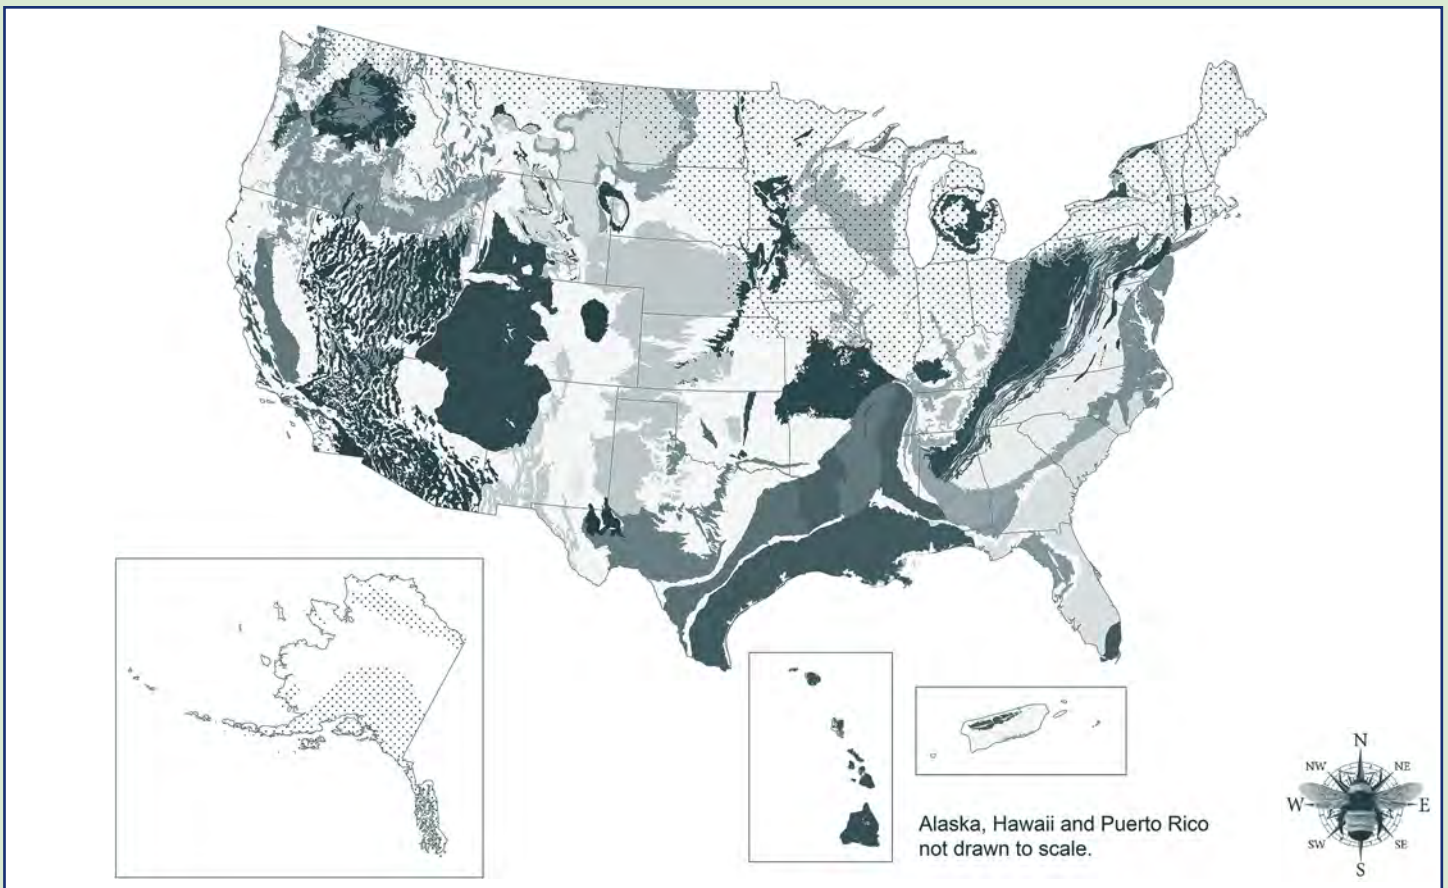 Alaska, Hawaii and Puerto Rico
not drawn to scale.
N
NW NE
W E
SW SE
S